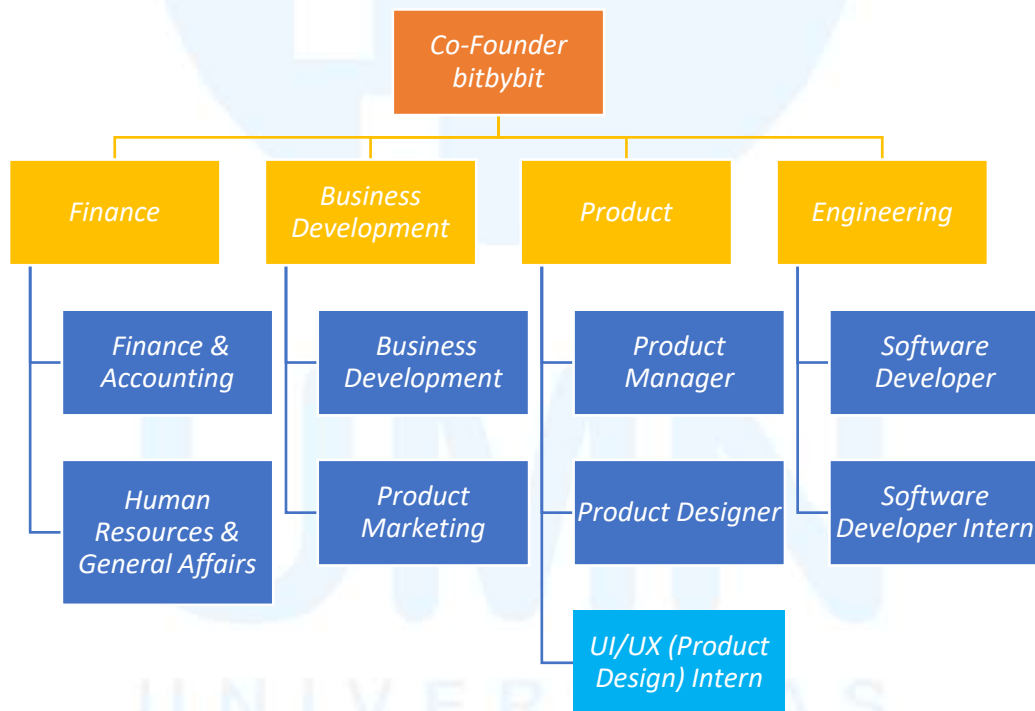 Co-Founder
bitbybit
Finance
Business
Development
Product
Engineering
Finance &
Accounting
Business
Development
Product
Manager
Software
Developer
Human
Resources &
General Affairs
Product
Marketing
Product Designer
Software
Developer Intern
UI/UX (Product
Design) Intern
UMN